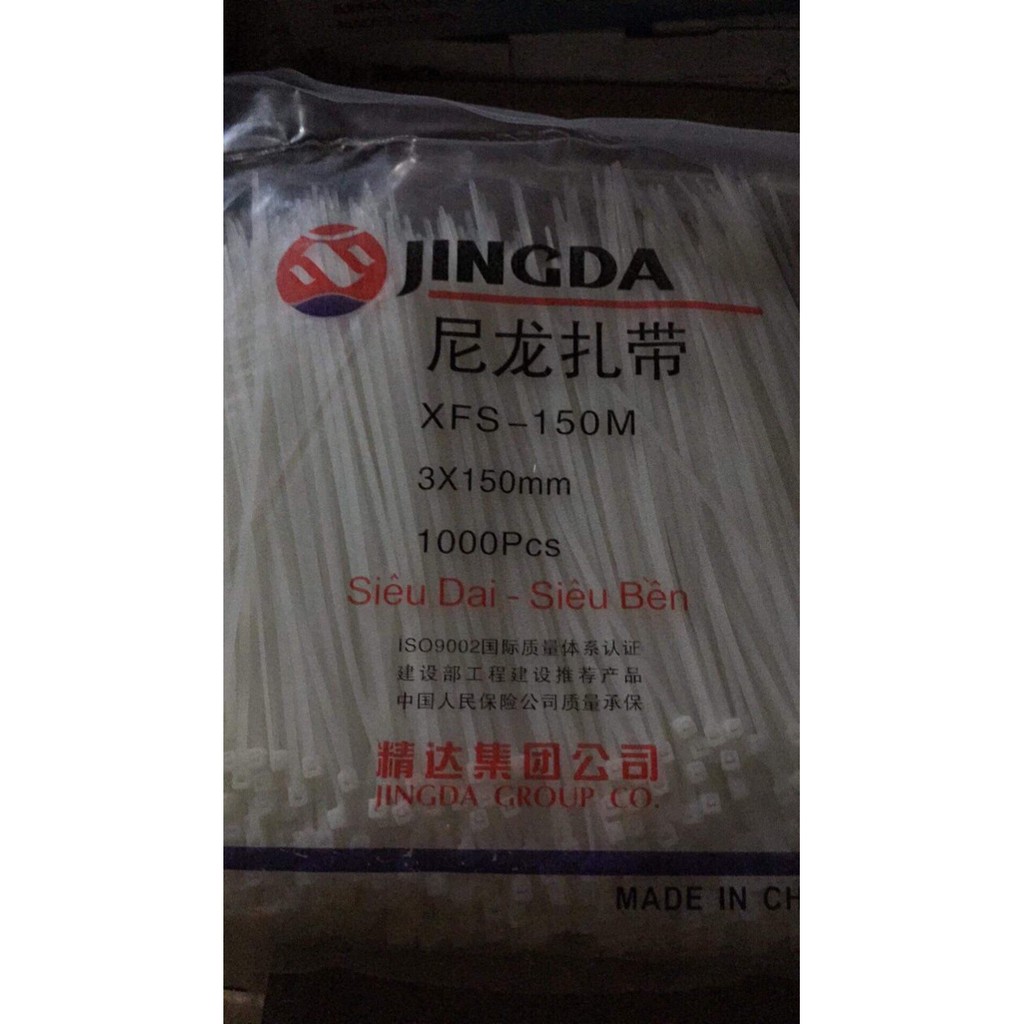 JINGDA
尼龙扎带
XFS-150M
3X150mm
1000Pcs
Siêu Dai - Siêu Bền
ISO9002国际质量体系认证
建设部工程建设推荐产品
中国人民保险公司质量承保
精达集团公司
JINGDA GROUP CO.
MADE IN CH